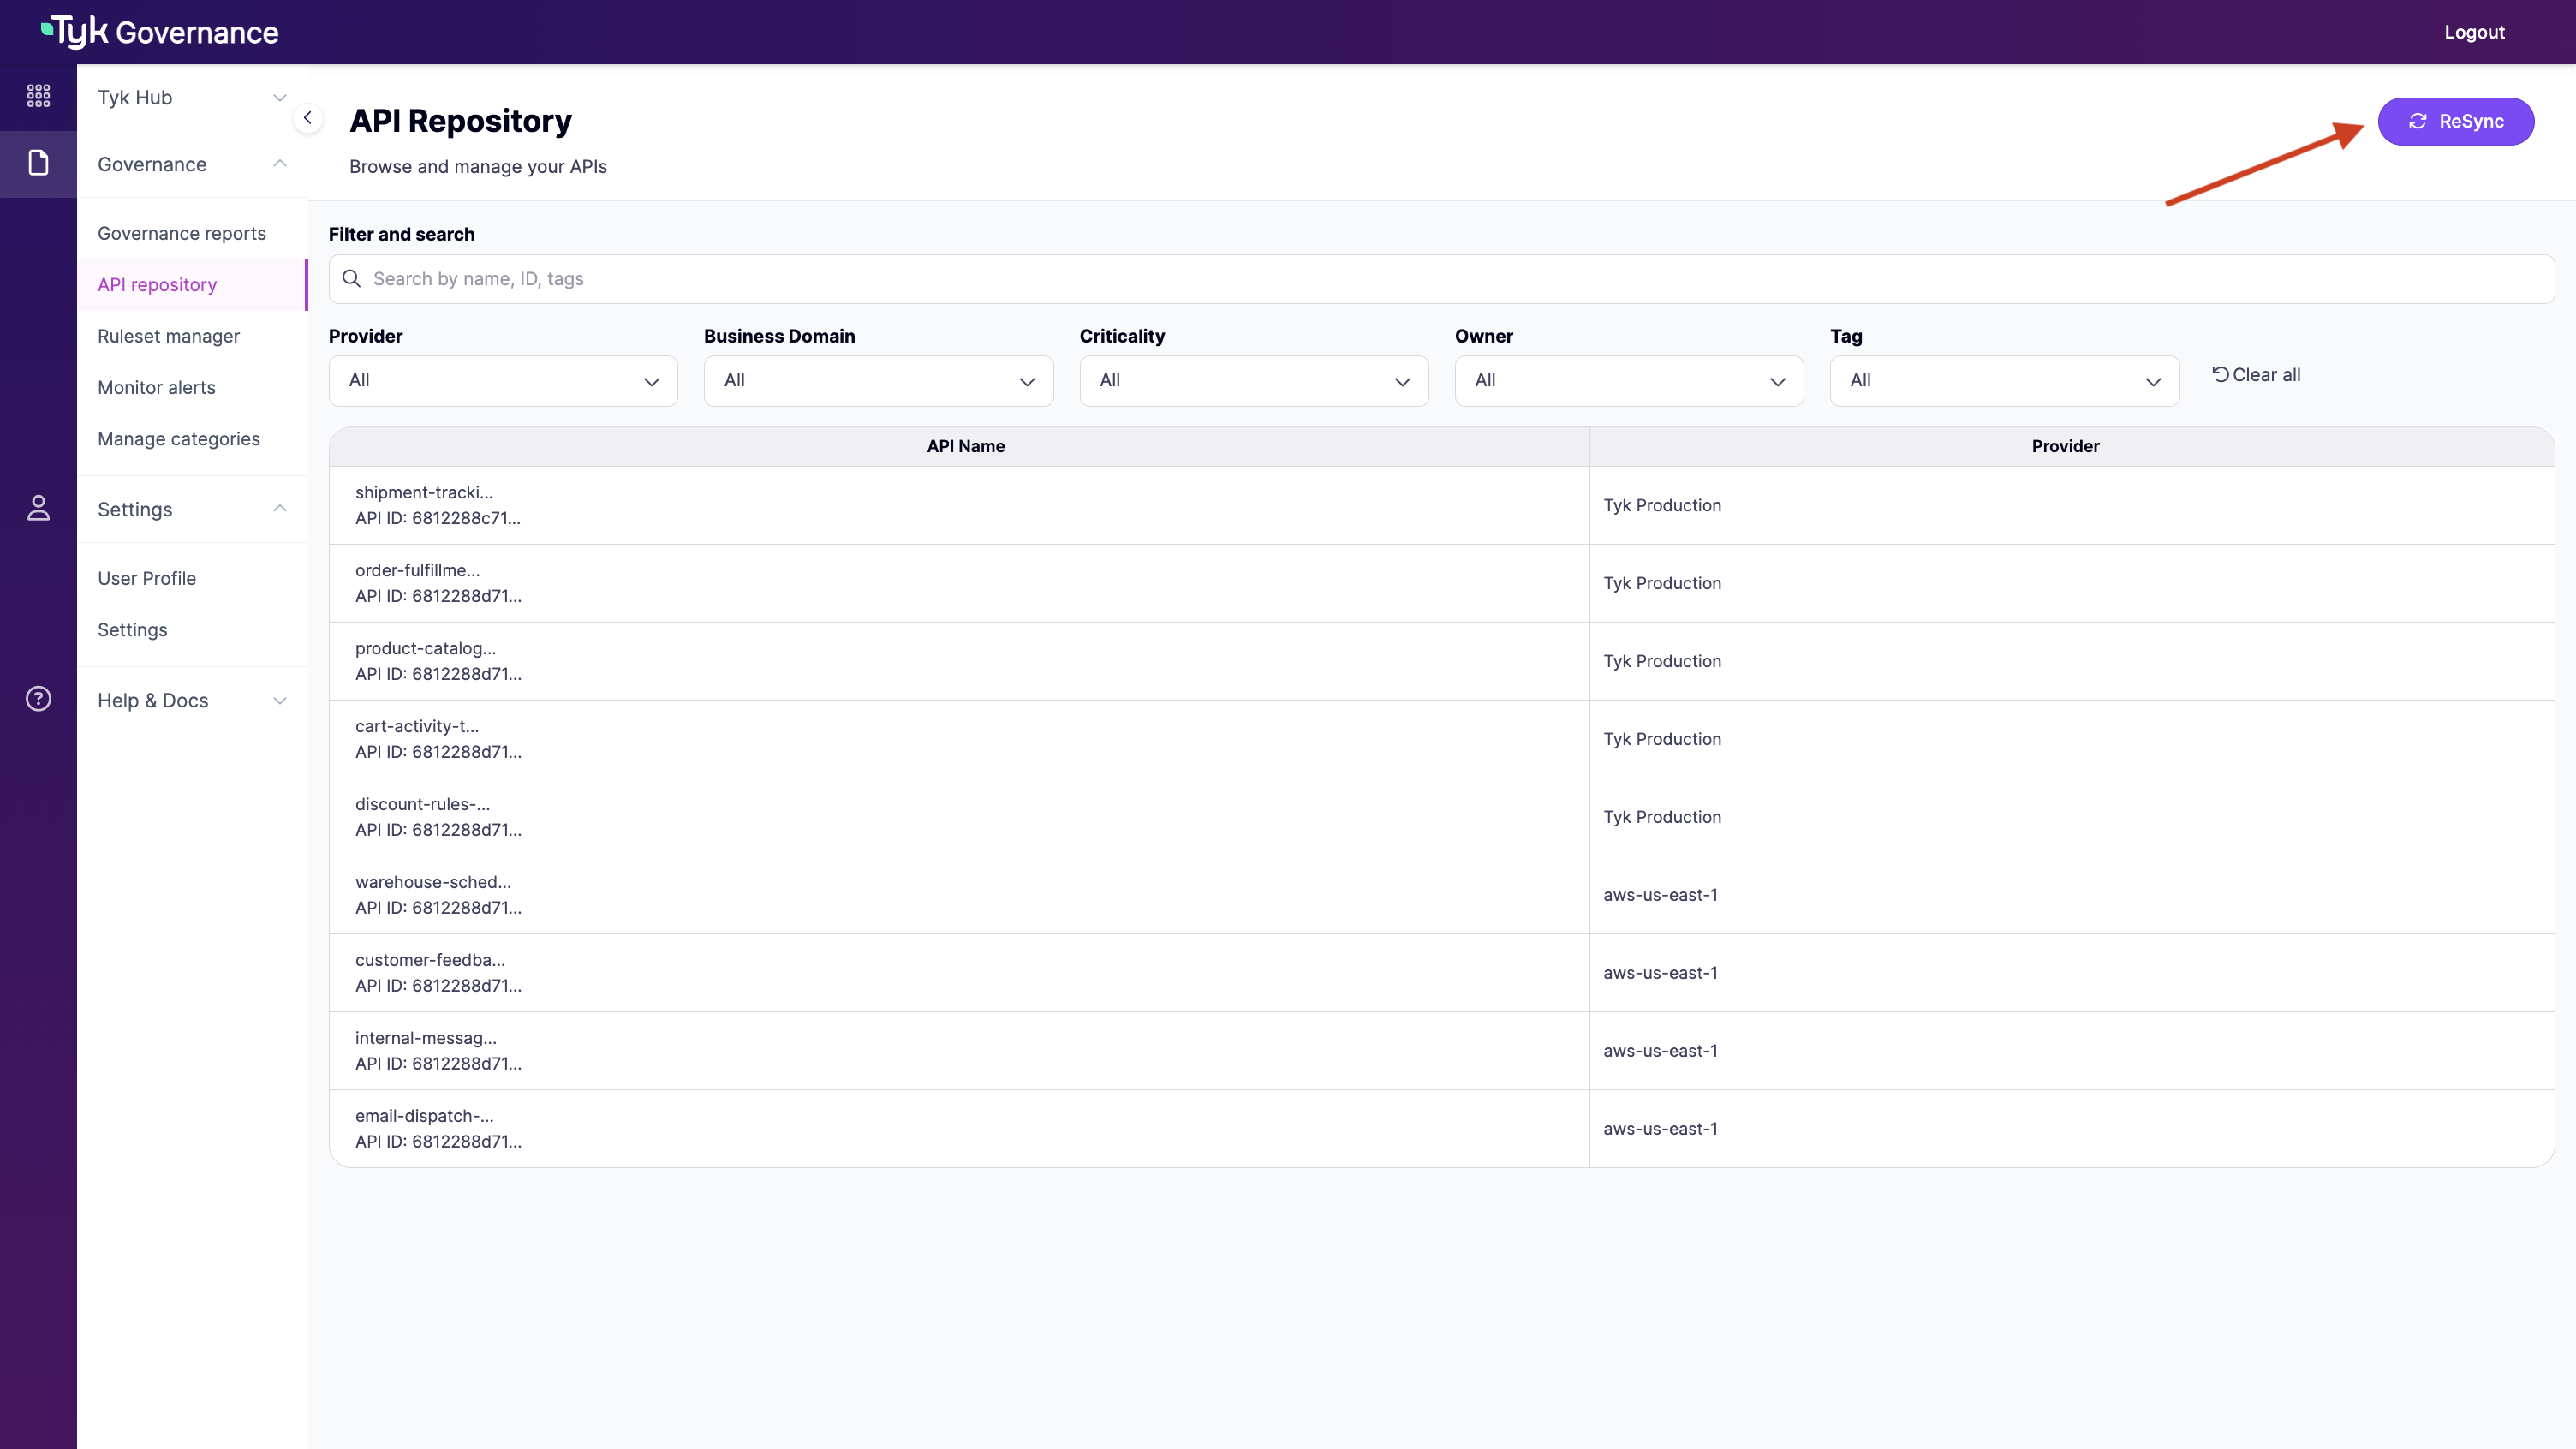 Tyk Governance
Logout
Tyk Hub
Governance
Governance reports
API repository
Ruleset manager
Monitor alerts
Manage categories
Settings
User Profile
Settings
Help & Docs
API Repository
Browse and manage your APIs
ReSync
Filter and search
Search by name, ID, tags
Provider
Business Domain
Criticality
Owner
Tag
All
All
All
All
All
Clear all
API Name
Provider
shipment-tracki...
API ID: 6812288c71...
Tyk Production
order-fulfillme...
API ID: 6812288d71...
Tyk Production
product-catalog...
API ID: 6812288d71...
Tyk Production
cart-activity-t...
API ID: 6812288d71...
Tyk Production
discount-rules-...
API ID: 6812288d71...
Tyk Production
warehouse-sched...
API ID: 6812288d71...
aws-us-east-1
customer-feedba...
API ID: 6812288d71...
aws-us-east-1
internal-messag...
API ID: 6812288d71...
aws-us-east-1
email-dispatch-...
API ID: 6812288d71...
aws-us-east-1